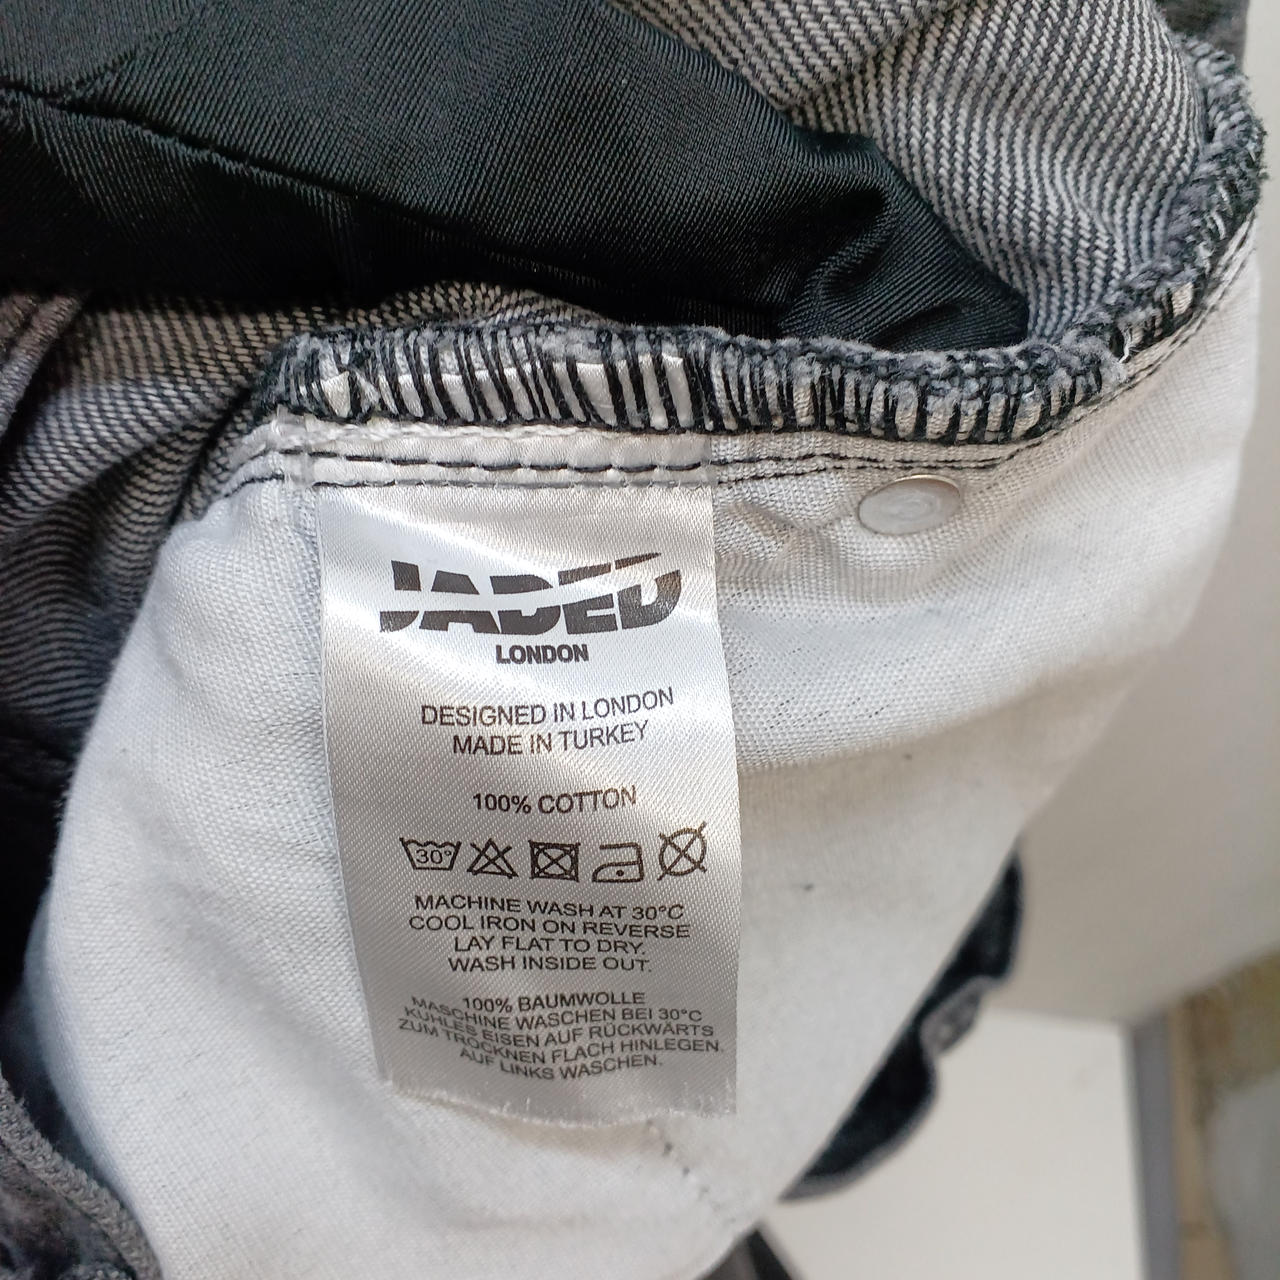 JADED
LONDON
DESIGNED IN LONDON
MADE IN TURKEY
100% COTTON
30°
MACHINE WASH AT 30°C
COOL IRON ON REVERSE
LAY FLAT TO DRY,
WASH INSIDE OUT.
100% BAUMWOLLE
MASCHINE WASCHEN BEI 30°C
KUHLES EISEN AUF RÜCKWÄRTS
ZUM TROCKNEN FLACH HINLEGEN.
AUF LINKS WASCHEN.